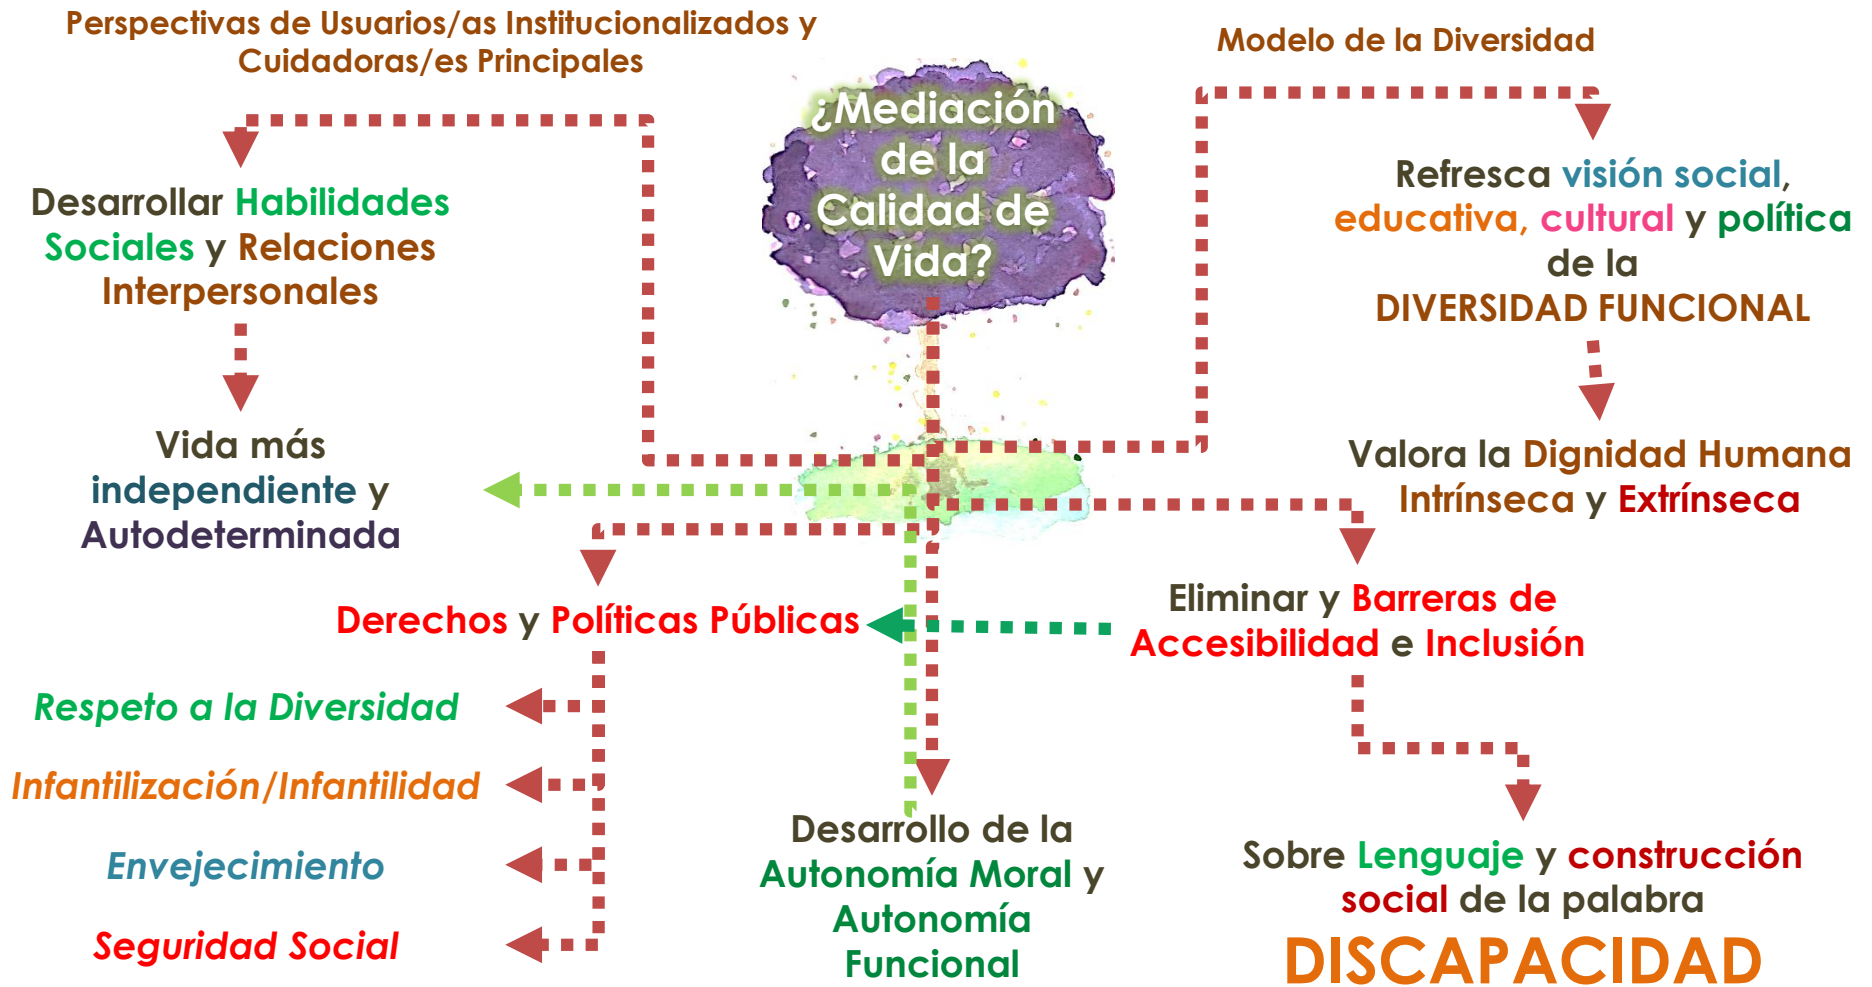 Perspectivas de Usuarios/as Institucionalizados y
Cuidadoras/es Principales
Modelo de la Diversidad
¿Mediación
de la
Calidad de
Vida?
Desarrollar Habilidades
Sociales y Relaciones
Interpersonales
Refresca visión social,
educativa, cultural y política
de la
DIVERSIDAD FUNCIONAL
Vida más
independiente y
Autodeterminada
Valora la Dignidad Humana
Intrínseca y Extrínseca
Derechos y Políticas Públicas
Eliminar y Barreras de
Accesibilidad e Inclusión
Respeto a la Diversidad
Infantilización/Infantilidad
Envejecimiento
Seguridad Social
Desarrollo de la
Autonomía Moral y
Autonomía
Funcional
Sobre Lenguaje y construcción
social de la palabra
DISCAPACIDAD